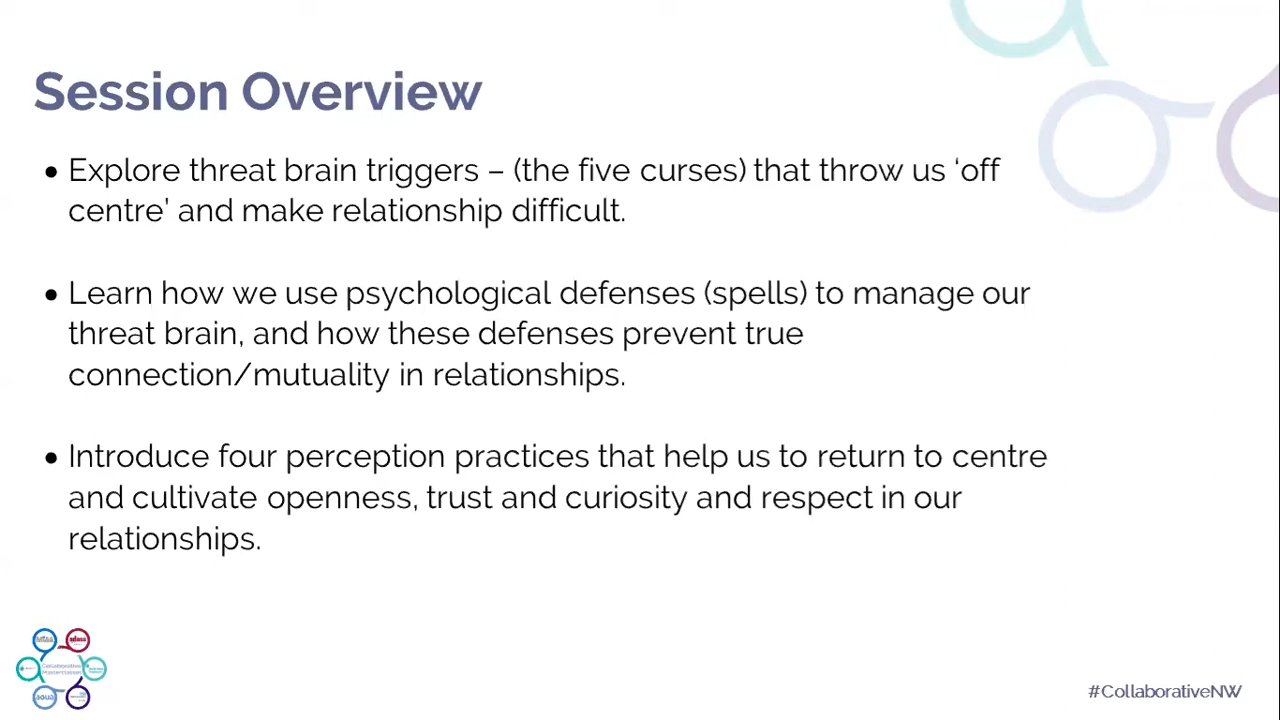 Session Overview
• Explore threat brain triggers – (the five curses) that throw us ‘off
centre’ and make relationship difficult.
• Learn how we use psychological defenses (spells) to manage our
threat brain, and how these defenses prevent true
connection/mutuality in relationships.
• Introduce four perception practices that help us to return to centre
and cultivate openness, trust and curiosity and respect in our
relationships.
Collaborative
Masterclasses
aqua
#CollaborativeNW